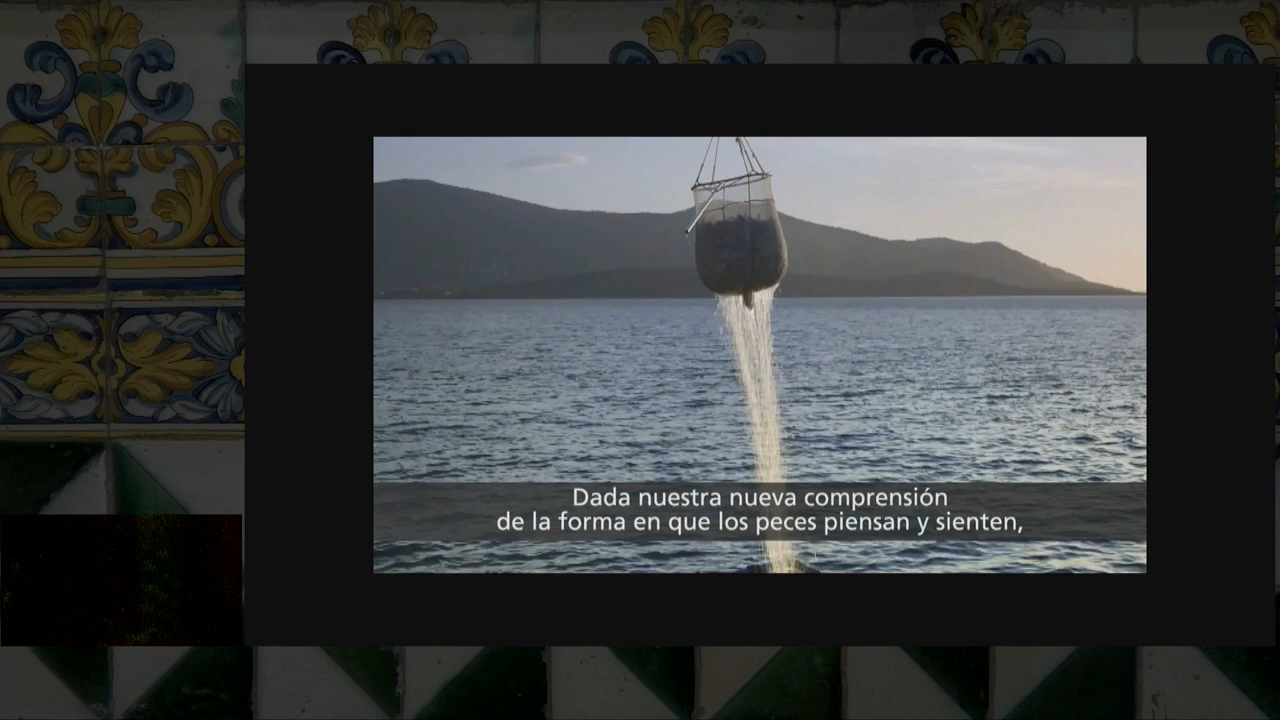 Dada nuestra nueva comprensión
de la forma en que los peces piensan y sienten,